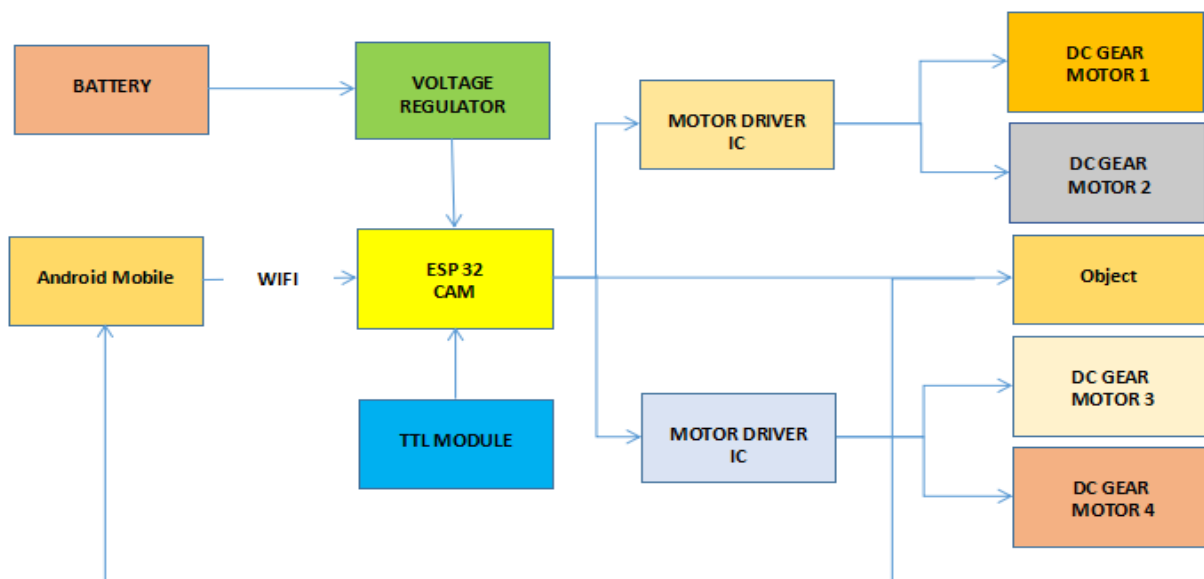 BATTERY
VOLTAGE
REGULATOR
DC GEAR
MOTOR 1
MOTOR DRIVER
IC
DC GEAR
MOTOR 2
Android Mobile
WIFI
ESP 32
CAM
Object
TTL MODULE
MOTOR DRIVER
IC
DC GEAR
MOTOR 3
DC GEAR
MOTOR 4